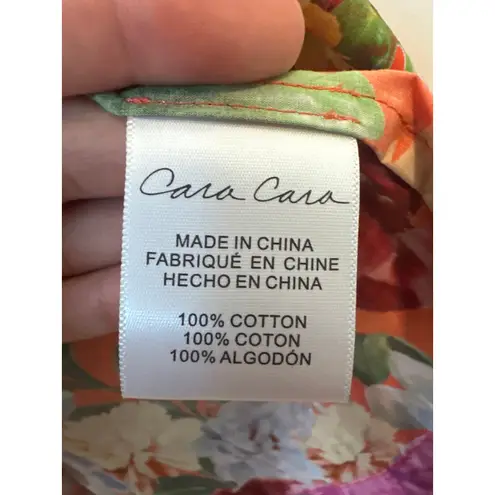 Cara Cara
MADE IN CHINA
FABRIQUÉ EN CHINE
HECHO EN CHINA
100% COTTON
100% COTON
100% ALGODÓN